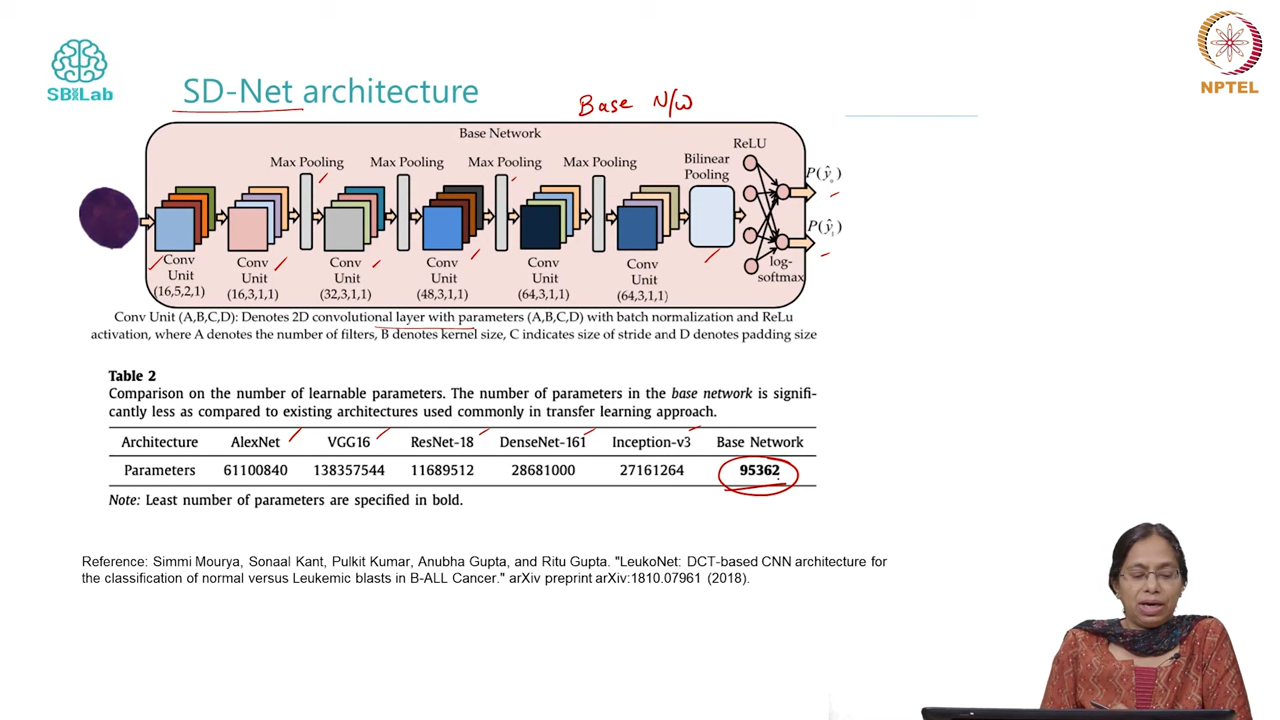 SBILab
SD-Net architecture
Base N/W
NPTEL
Base Network
ReLU
Max Pooling
Max Pooling
Max Pooling
Max Pooling
Bilinear
Pooling
P(ŷ₀)
P(ŷ₁)
Conv
Unit
(16,5,2,1)
Conv
Unit
(16,3,1,1)
Conv
Unit
(32,3,1,1)
Conv
Unit
(48,3,1,1)
Conv
Unit
(64,3,1,1)
Conv
Unit
(64,3,1,1)
log-
softmax
Conv Unit (A,B,C,D): Denotes 2D convolutional layer with parameters (A,B,C,D) with batch normalization and ReLu
activation, where A denotes the number of filters, B denotes kernel size, C indicates size of stride and D denotes padding size
Table 2
Comparison on the number of learnable parameters. The number of parameters in the base network is signifi-
cantly less as compared to existing architectures used commonly in transfer learning approach.
Architecture AlexNet VGG16 ResNet-18 DenseNet-161 Inception-v3 Base Network
Parameters 61100840 138357544 11689512 28681000 27161264 95362
Note: Least number of parameters are specified in bold.
Reference: Simmi Mourya, Sonaal Kant, Pulkit Kumar, Anubha Gupta, and Ritu Gupta. "LeukoNet: DCT-based CNN architecture for
the classification of normal versus Leukemic blasts in B-ALL Cancer." arXiv preprint arXiv:1810.07961 (2018).